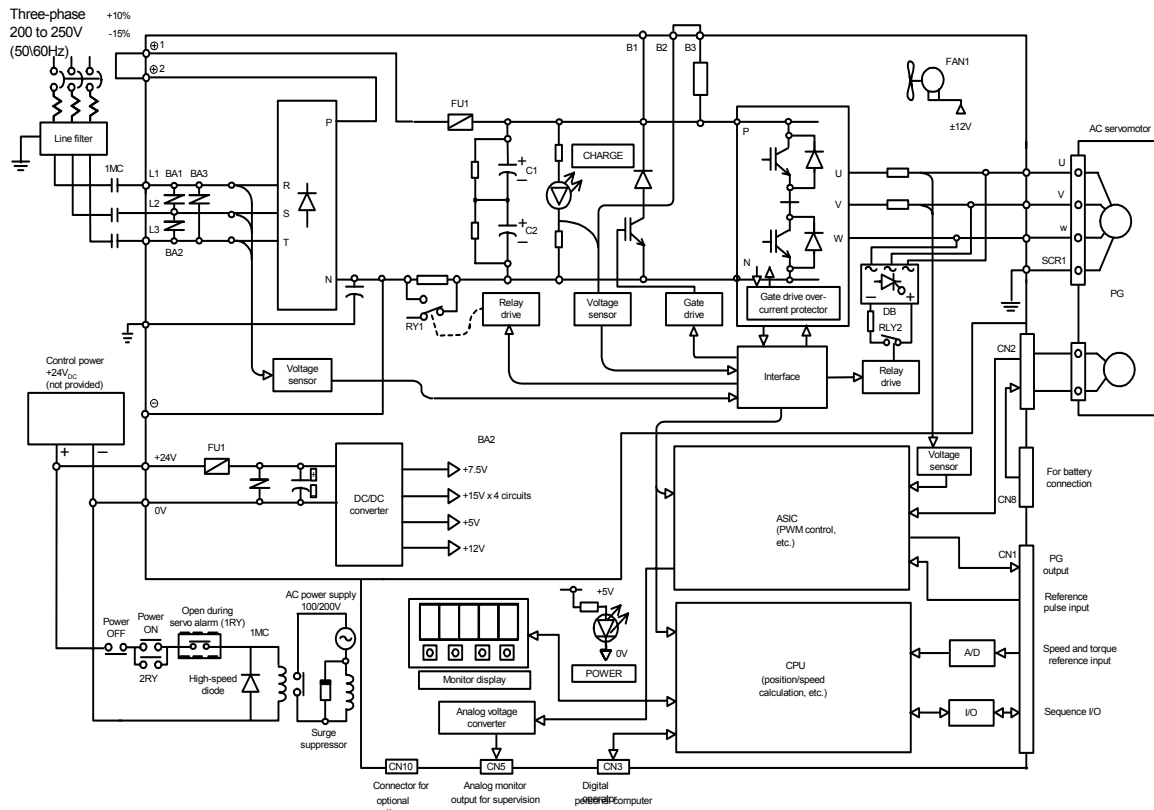 Three-phase
200 to 250V
(50\60Hz)
+10%
-15%
⊕1
⊕2
B1
B2
B3
FAN1
±12V
FU1
P
P
Line filter
1MC
L1
BA1
BA3
L2
L3
BA2
R
S
T
N
+
C1
−
+
C2
−
CHARGE
U
V
W
N
Gate drive over-
current protector
AC servomotor
U
V
w
SCR1
PG
RY1
Relay
drive
Voltage
sensor
Gate
drive
− +
DB
RLY2
Relay
drive
CN2
Control power
+24VDC
(not provided)
Voltage
sensor
Interface
⊖
+ −
+24V
FU1
0V
+
DC/DC
converter
BA2
+7.5V
+15V x 4 circuits
+5V
+12V
Voltage
sensor
For battery
connection
CN8
ASIC
(PWM control,
etc.)
CN1
PG
output
Reference
pulse input
Power
OFF
Power
ON
2RY
Open during
servo alarm (1RY)
1MC
High-speed
diode
AC power supply
100/200V
Surge
suppressor
Monitor display
+5V
0V
POWER
CPU
(position/speed
calculation, etc.)
A/D
Speed and torque
reference input
I/O
Sequence I/O
Analog voltage
converter
CN10
CN5
CN3
Connector for
optional
Analog monitor
output for supervision
Digital
personal computer